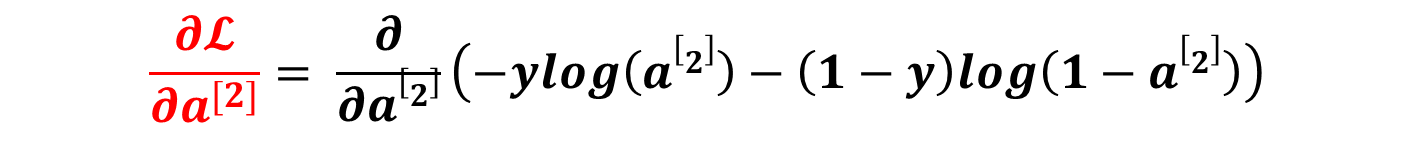 ∂ℒ/∂a^[2] = ∂/∂a^[2] (−ylog(a^[2]) − (1 − y)log(1 − a^[2]))